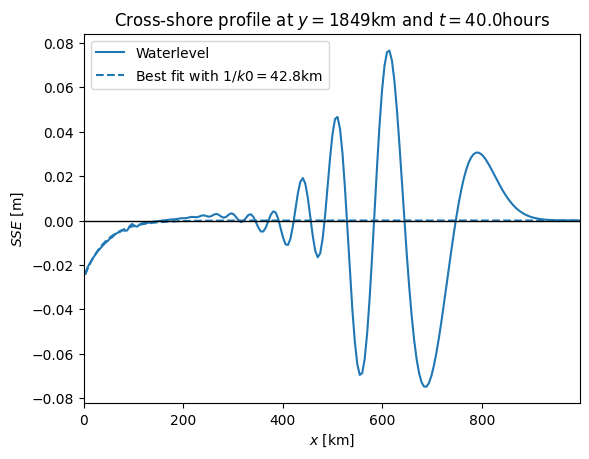 Cross-shore profile at y = 1849km and t = 40.0hours
Waterlevel
Best fit with 1/k0 = 42.8km
0.08
0.06
0.04
0.02
0.00
−0.02
−0.04
−0.06
−0.08
SSE [m]
0
200
400
600
800
x [km]